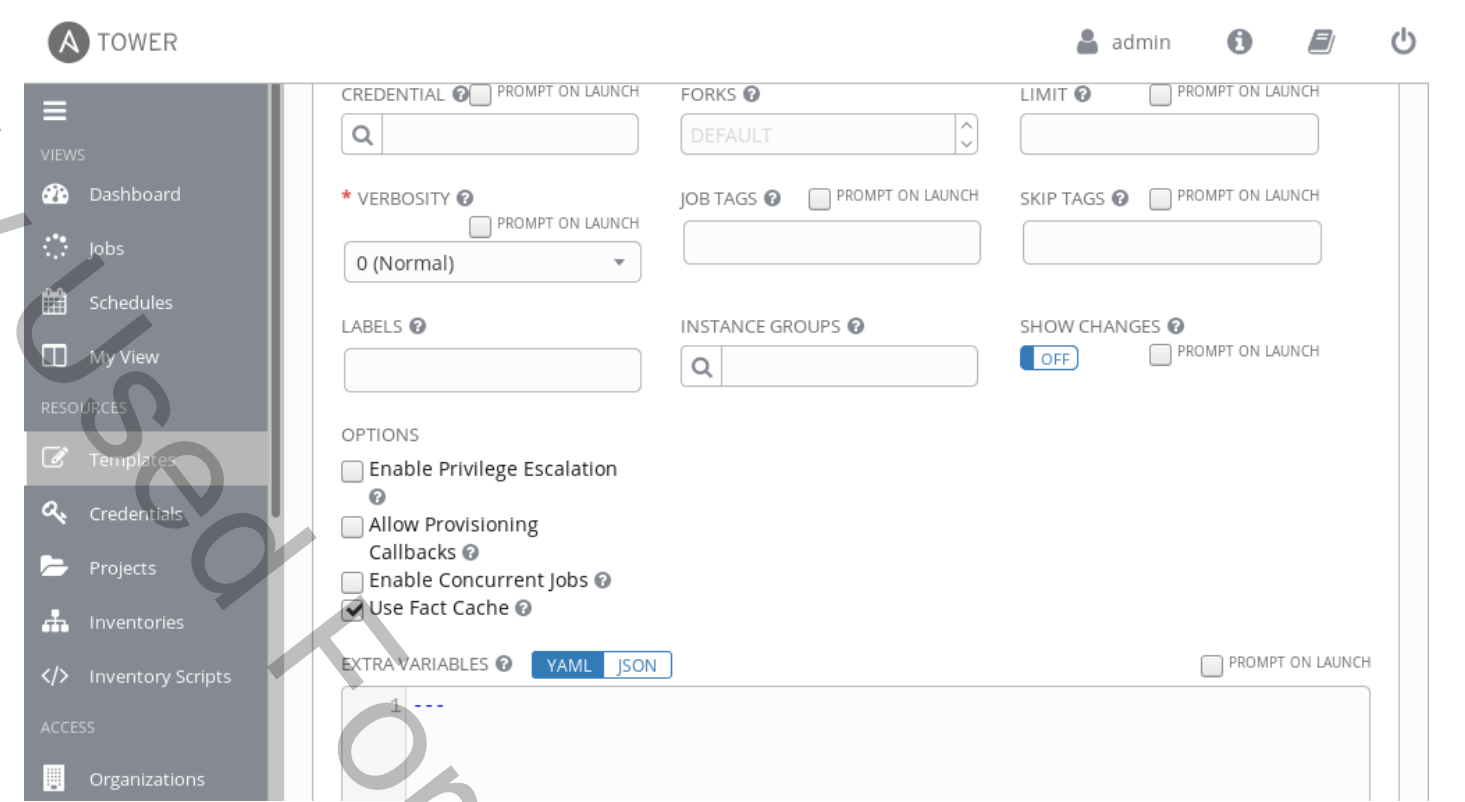 A TOWER
admin
CREDENTIAL PROMPT ON LAUNCH FORKS LIMIT PROMPT ON LAUNCH
DEFAULT
VIEWS
Dashboard
* VERBOSITY JOB TAGS PROMPT ON LAUNCH SKIP TAGS PROMPT ON LAUNCH
PROMPT ON LAUNCH
Jobs
0 (Normal)
Schedules
LABELS INSTANCE GROUPS SHOW CHANGES
My View
OFF PROMPT ON LAUNCH
RESOURCES
OPTIONS
Templates
Enable Privilege Escalation
Credentials
Allow Provisioning
Callbacks
Projects
Enable Concurrent Jobs
Use Fact Cache
Inventories
EXTRA VARIABLES YAML JSON PROMPT ON LAUNCH
Inventory Scripts
1 ---
ACCESS
Organizations
Used For